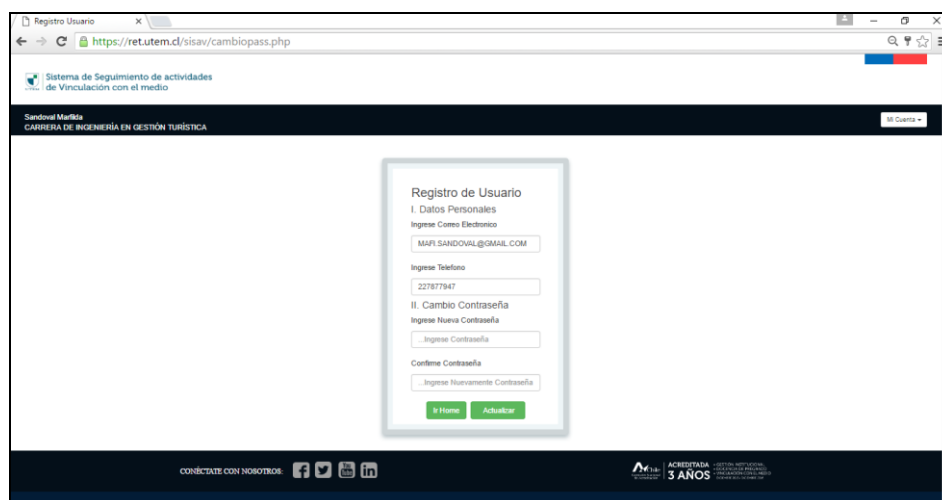 Registro Usuario
https://ret.utem.cl/sisav/cambiopass.php
Sistema de Seguimiento de actividades
de Vinculación con el medio
Sandoval Marfilda
CARRERA DE INGENIERÍA EN GESTIÓN TURÍSTICA
Mi Cuenta
Registro de Usuario
I. Datos Personales
Ingrese Correo Electronico
MAFI.SANDOVAL@GMAIL.COM
Ingrese Telefono
227877947
II. Cambio Contraseña
Ingrese Nueva Contraseña
...Ingrese Contraseña
Confirme Contraseña
...Ingrese Nuevamente Contraseña
Ir Home
Actualizar
CONÉCTATE CON NOSOTROS:
You Tube
ACREDITADA
3 AÑOS